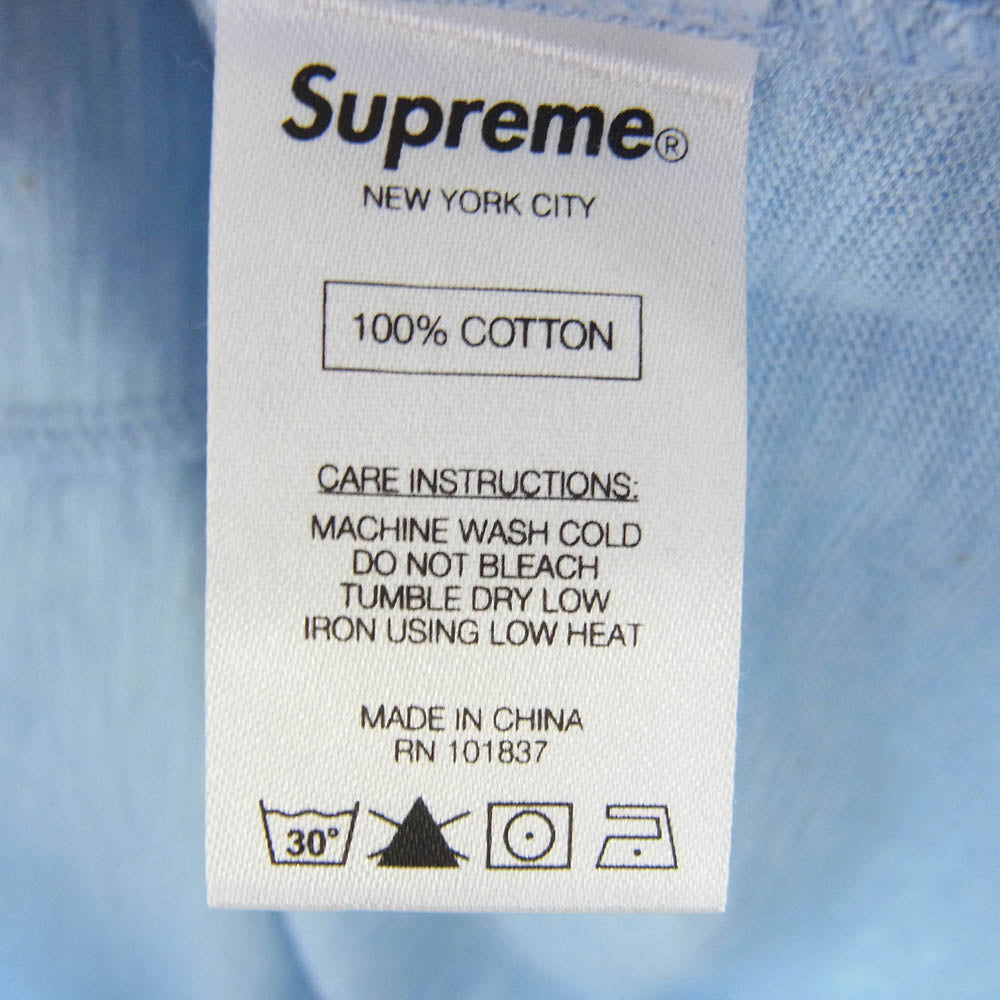 Supreme®
NEW YORK CITY
100% COTTON
CARE INSTRUCTIONS:
MACHINE WASH COLD
DO NOT BLEACH
TUMBLE DRY LOW
IRON USING LOW HEAT
MADE IN CHINA
RN 101837
30°